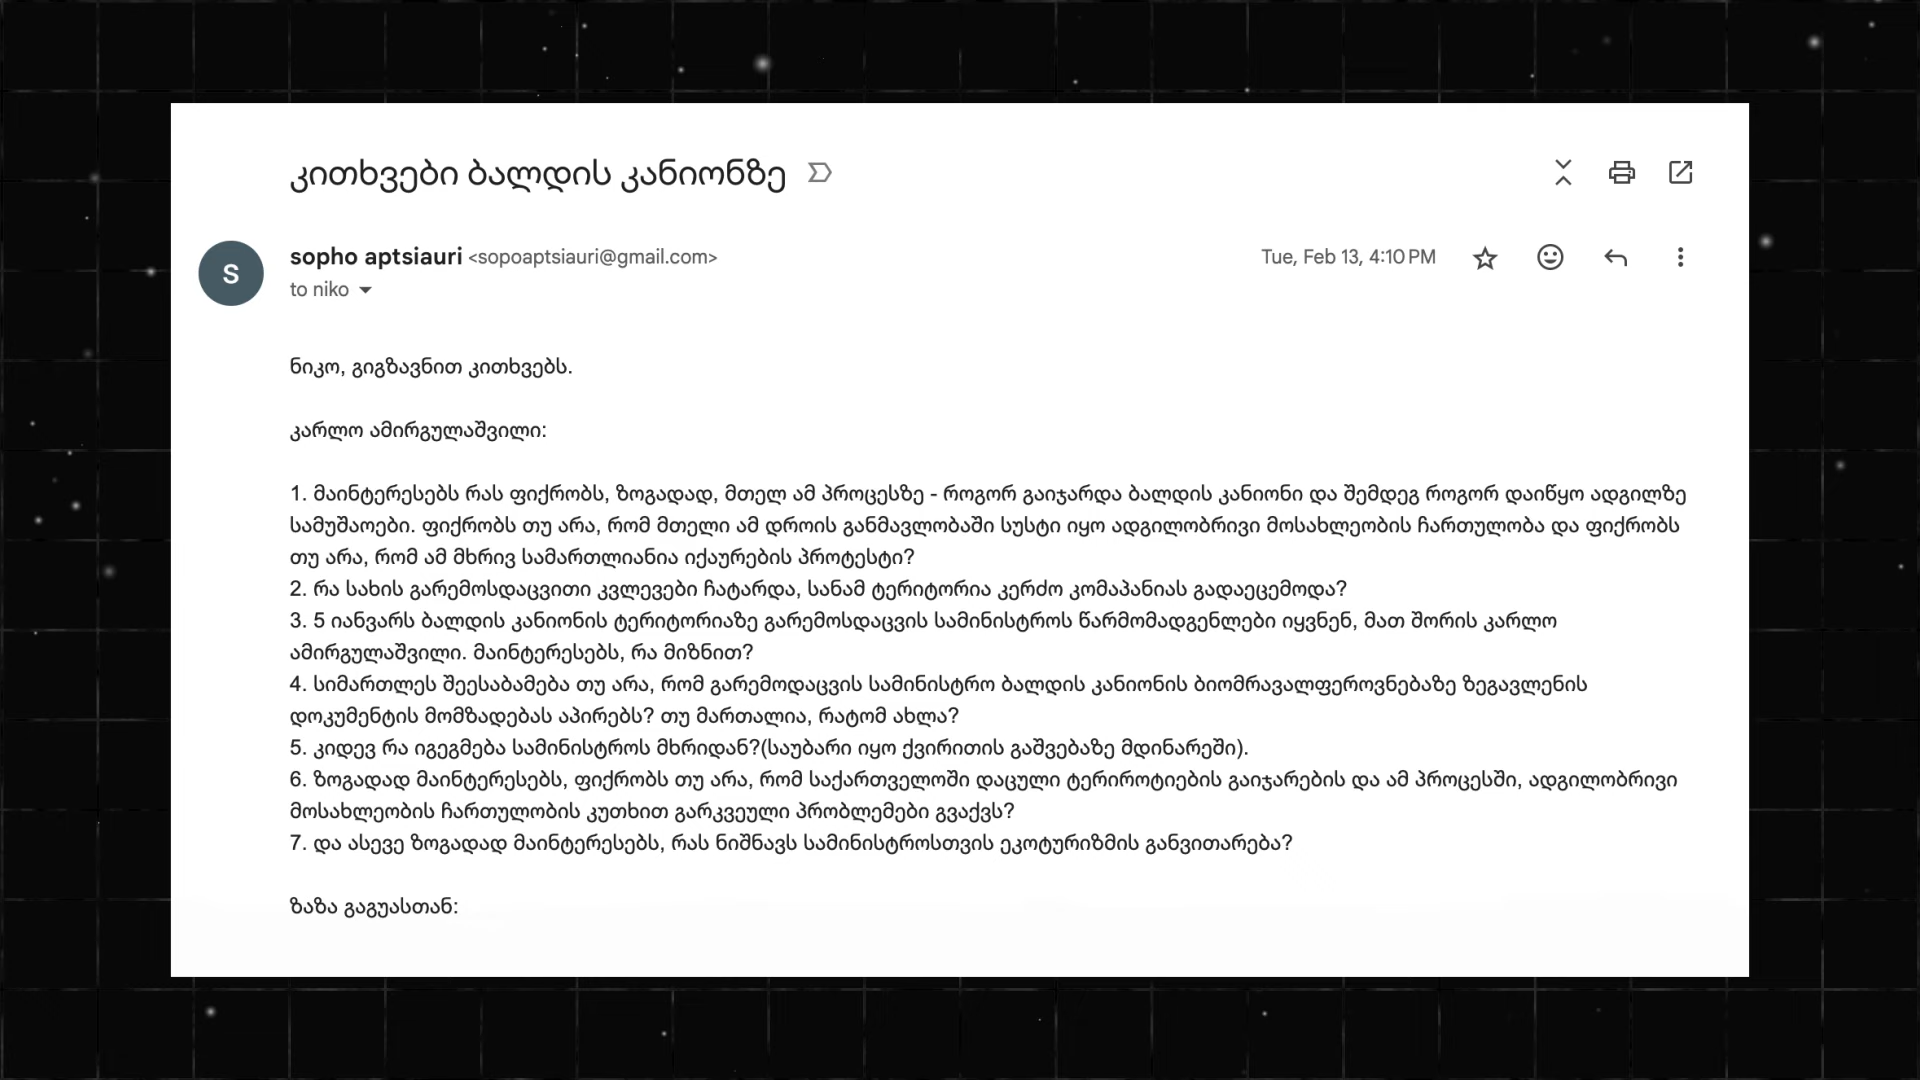 კითხვები ბალდის კანიონზე
S
sopho aptsiauri <sopoaptsiauri@gmail.com>
Tue, Feb 13, 4:10 PM
to niko
ნიკო, გიგზავნით კითხვებს.
კარლო ამირგულაშვილი:
1. მაინტერესებს რას ფიქრობს, ზოგადად, მთელ ამ პროცესზე - როგორ გაიჯარდა ბალდის კანიონი და შემდეგ როგორ დაიწყო ადგილზე
სამუშაოები. ფიქრობს თუ არა, რომ მთელი ამ დროის განმავლობაში სუსტი იყო ადგილობრივი მოსახლეობის ჩართულობა და ფიქრობს
თუ არა, რომ ამ მხრივ სამართლიანია იქაურების პროტესტი?
2. რა სახის გარემოსდაცვითი კვლევები ჩატარდა, სანამ ტერიტორია კერძო კომაპანიას გადაეცემოდა?
3. 5 იანვარს ბალდის კანიონის ტერიტორიაზე გარემოსდაცვის სამინისტროს წარმომადგენლები იყვნენ, მათ შორის კარლო
ამირგულაშვილი. მაინტერესებს, რა მიზნით?
4. სიმართლეს შეესაბამება თუ არა, რომ გარემოდაცვის სამინისტრო ბალდის კანიონის ბიომრავალფეროვნებაზე ზეგავლენის
დოკუმენტის მომზადებას აპირებს? თუ მართალია, რატომ ახლა?
5. კიდევ რა იგეგმება სამინისტროს მხრიდან?(საუბარი იყო ქვირითის გაშვებაზე მდინარეში).
6. ზოგადად მაინტერესებს, ფიქრობს თუ არა, რომ საქართველოში დაცული ტერიროტიების გაიჯარების და ამ პროცესში, ადგილობრივი
მოსახლეობის ჩართულობის კუთხით გარკვეული პრობლემები გვაქვს?
7. და ასევე ზოგადად მაინტერესებს, რას ნიშნავს სამინისტროსთვის ეკოტურიზმის განვითარება?
ზაზა გაგუასთან: